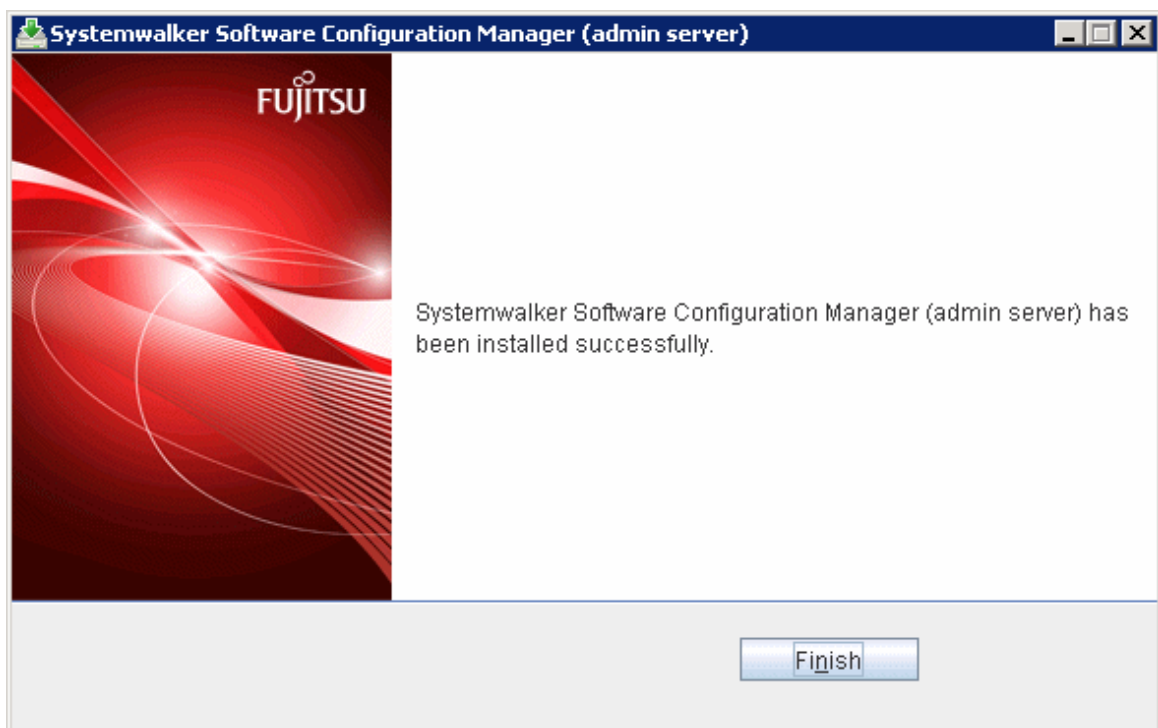 Systemwalker Software Configuration Manager (admin server)
FUJITSU
Systemwalker Software Configuration Manager (admin server) has
been installed successfully.
Finish